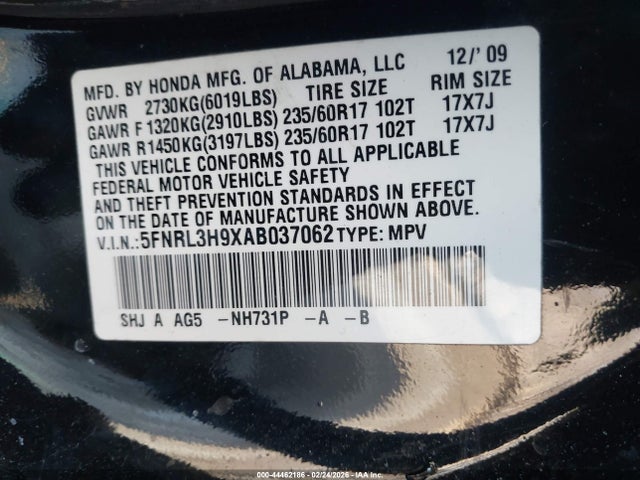 MFD. BY HONDA MFG. OF ALABAMA, LLC 12/' 09
GVWR 2730KG(6019LBS) TIRE SIZE RIM SIZE
GAWR F 1320KG(2910LBS) 235/60R17 102T 17X7J
GAWR R1450KG(3197LBS) 235/60R17 102T 17X7J
THIS VEHICLE CONFORMS TO ALL APPLICABLE
FEDERAL MOTOR VEHICLE SAFETY
AND THEFT PREVENTION STANDARDS IN EFFECT
ON THE DATE OF MANUFACTURE SHOWN ABOVE.
V.I.N.:5FNRL3H9XAB037062 TYPE: MPV
SHJ A AG5 -NH731P -A -B
000-44462186 - 02/24/2026 - IAA Inc.